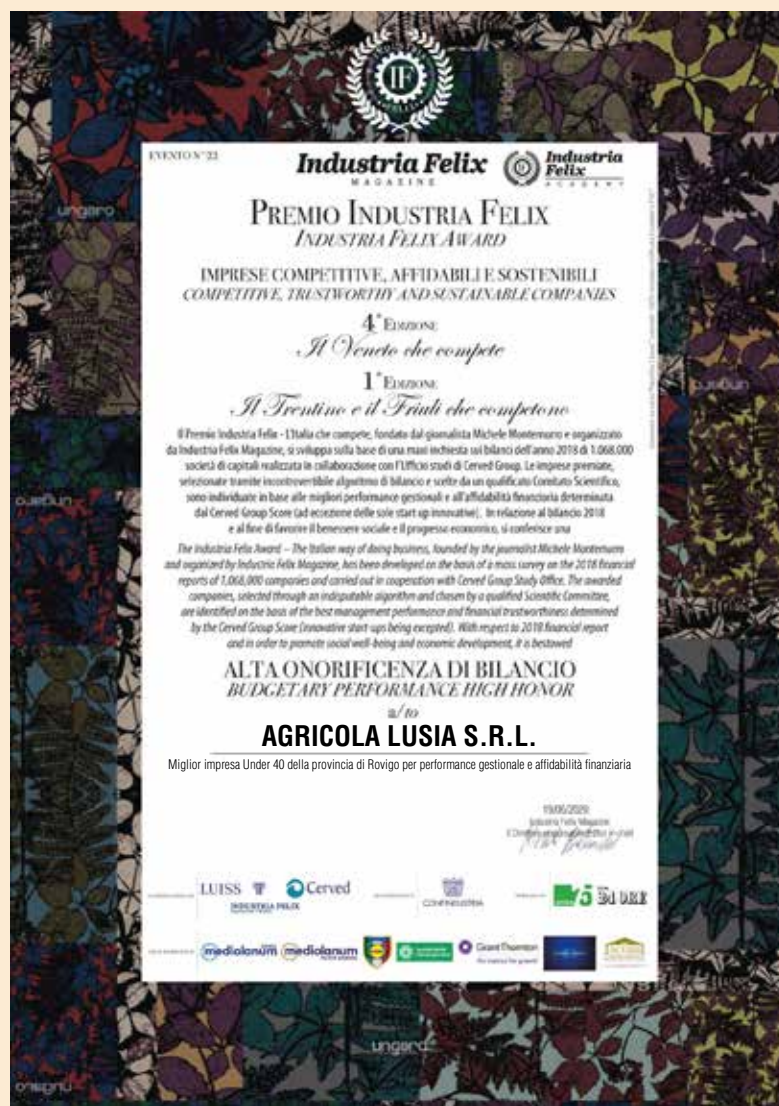 IF
EVENTO N°22
Industria Felix
MAGAZINE
Industria
Felix
ACADEMY
PREMIO INDUSTRIA FELIX
INDUSTRIA FELIX AWARD
IMPRESE COMPETITIVE, AFFIDABILI E SOSTENIBILI
COMPETITIVE, TRUSTWORTHY AND SUSTAINABLE COMPANIES
4ª EDIZIONE
Il Veneto che compete
1ª EDIZIONE
Il Trentino e il Friuli che competono
Il Premio Industria Felix - L'Italia che compete, fondato dal giornalista Michele Montemurro e organizzato
da Industria Felix Magazine, si sviluppa sulla base di una maxi inchiesta sui bilanci dell'anno 2018 di 1.068.000
società di capitali realizzata in collaborazione con l'Ufficio studi di Cerved Group. Le imprese premiate,
selezionate tramite incontrovertibile algoritmo di bilancio e scelte da un qualificato Comitato Scientifico,
sono individuate in base alle migliori performance gestionali e all'affidabilità finanziaria determinata
dal Cerved Group Score (ad eccezione delle sole start up innovative). In relazione al bilancio 2018
e al fine di favorire il benessere sociale e il progresso economico, si conferisce una
The Industria Felix Award – The Italian way of doing business, founded by the journalist Michele Montemurro
and organized by Industria Felix Magazine, has been developed on the basis of a mass survey on the 2018 financial
reports of 1,068,000 companies and carried out in cooperation with Cerved Group Study Office. The awarded
companies, selected through an indisputable algorithm and chosen by a qualified Scientific Committee,
are identified on the basis of the best management performance and financial trustworthiness determined
by the Cerved Group Score (innovative start-ups being excepted). With respect to 2018 financial report
and in order to promote social well-being and economic development, it is bestowed
ALTA ONORIFICENZA DI BILANCIO
BUDGETARY PERFORMANCE HIGH HONOR
a/to
AGRICOLA LUSIA S.R.L.
Miglior impresa Under 40 della provincia di Rovigo per performance gestionale e affidabilità finanziaria
Industria Felix Magazine
LUISS
Cerved
INDUSTRIA FELIX
CONFINDUSTRIA
75
24 ORE
mediolanum
mediolanum
Grant Thornton
ungaro
ungaro
ungaro
ungaro
ungaro
ungaro